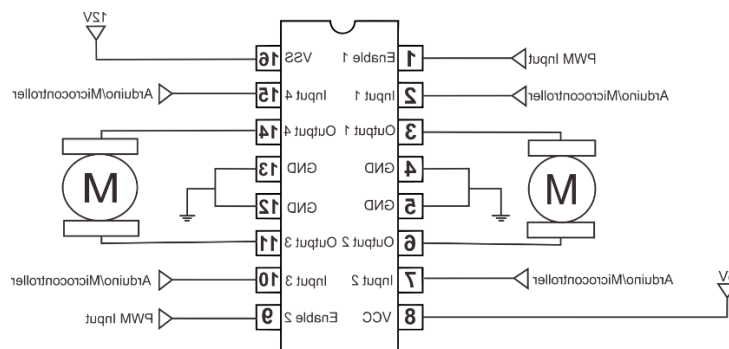 12V
PWM Input 1 Enable 1 VSS 16
Arduino/Microcontroller 2 Input 1 Input 4 15 Arduino/Microcontroller
3 Output 1 Output 4 14
4 GND GND 13
M M
5 GND GND 12
6 Output 2 Output 3 11
Arduino/Microcontroller 7 Input 2 Input 3 10 Arduino/Microcontroller
5V
8 VCC Enable 2 9 PWM Input